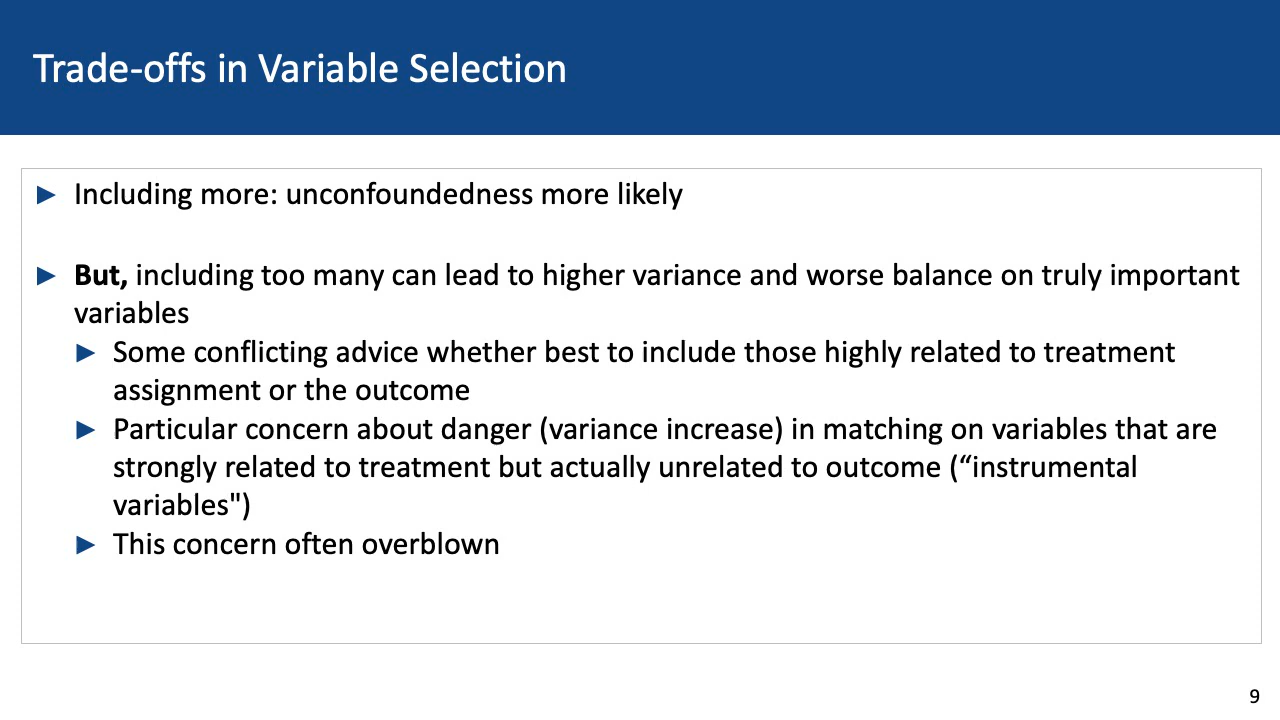 Trade-offs in Variable Selection
► Including more: unconfoundedness more likely
► But, including too many can lead to higher variance and worse balance on truly important
variables
► Some conflicting advice whether best to include those highly related to treatment
assignment or the outcome
► Particular concern about danger (variance increase) in matching on variables that are
strongly related to treatment but actually unrelated to outcome (“instrumental
variables")
► This concern often overblown
9